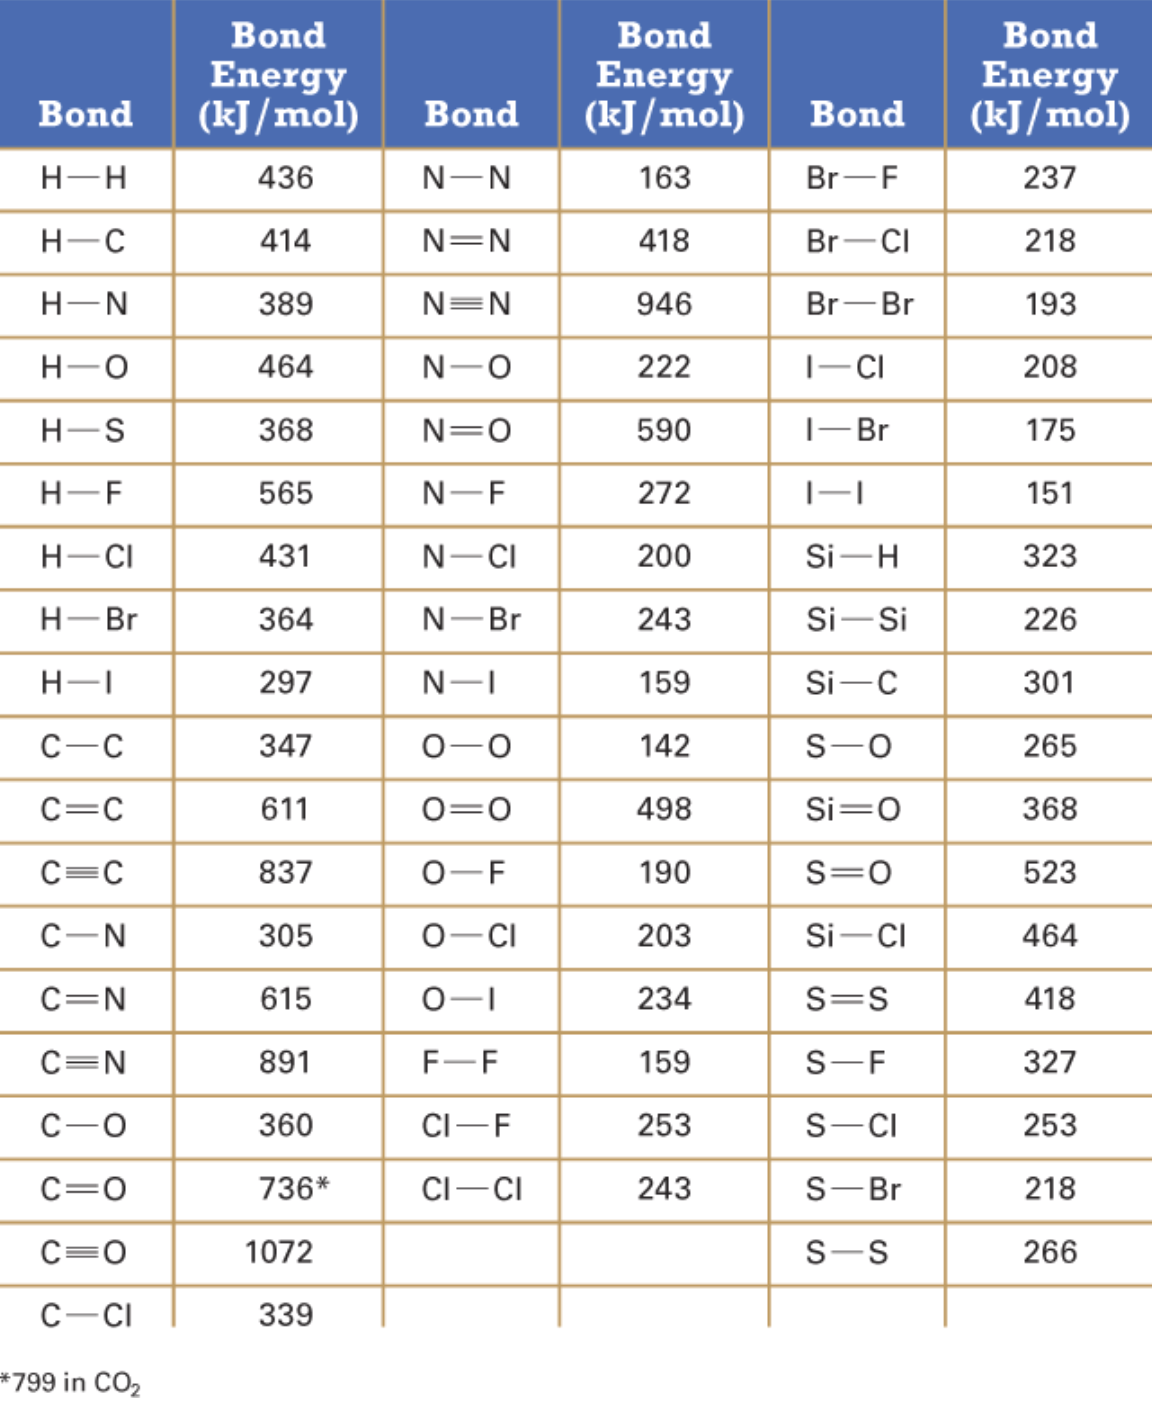 Bond | Bond Energy (kJ/mol) | Bond | Bond Energy (kJ/mol) | Bond | Bond Energy (kJ/mol)
H—H 436 N—N 163 Br—F 237
H—C 414 N=N 418 Br—Cl 218
H—N 389 N≡N 946 Br—Br 193
H—O 464 N—O 222 I—Cl 208
H—S 368 N=O 590 I—Br 175
H—F 565 N—F 272 I—I 151
H—Cl 431 N—Cl 200 Si—H 323
H—Br 364 N—Br 243 Si—Si 226
H—I 297 N—I 159 Si—C 301
C—C 347 O—O 142 S—O 265
C=C 611 O=O 498 Si=O 368
C≡C 837 O—F 190 S=O 523
C—N 305 O—Cl 203 Si—Cl 464
C=N 615 O—I 234 S=S 418
C≡N 891 F—F 159 S—F 327
C—O 360 Cl—F 253 S—Cl 253
C=O 736* Cl—Cl 243 S—Br 218
C≡O 1072 S—S 266
C—Cl 339
*799 in CO₂